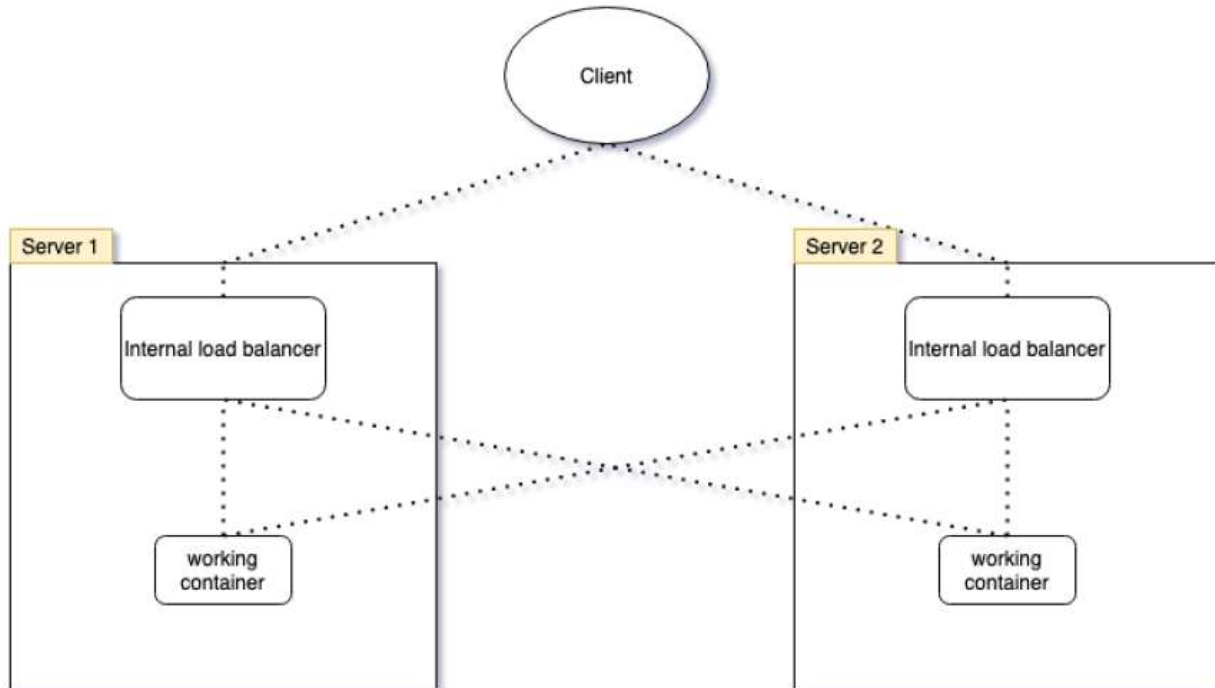 Client
Server 1
Server 2
Internal load balancer
Internal load balancer
working
container
working
container